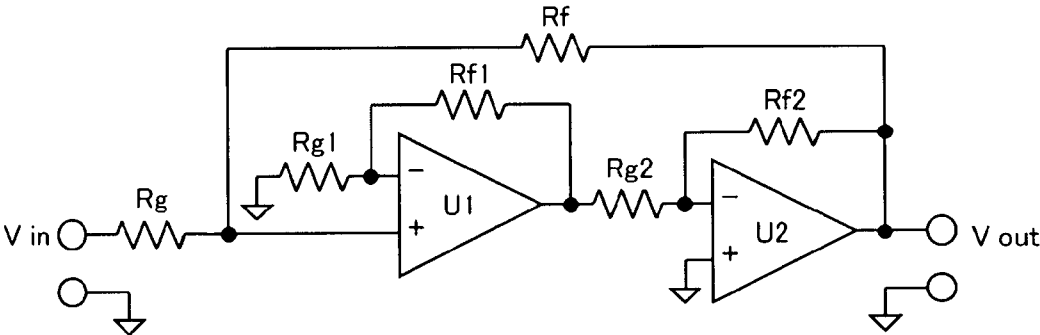 Rf
Rf1
Rf2
Rg1
Rg2
Rg
−
U1
+
−
U2
+
V in
V out